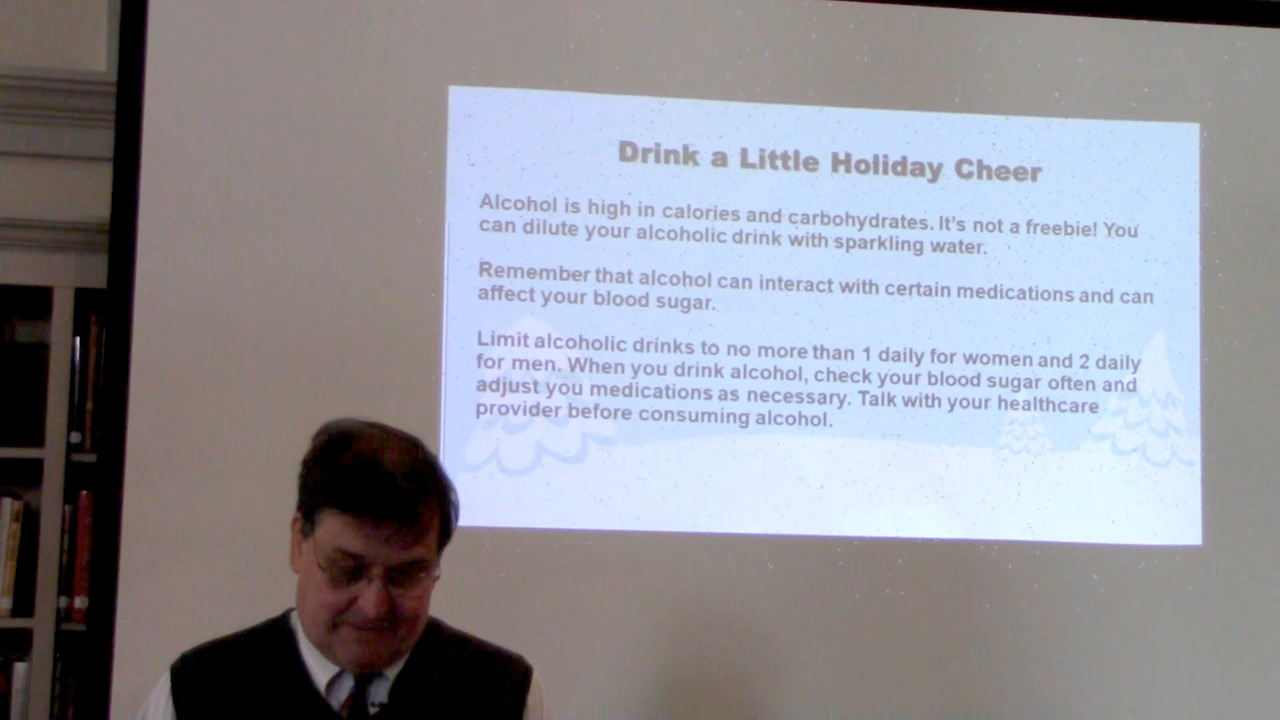 Drink a Little Holiday Cheer
Alcohol is high in calories and carbohydrates. It's not a freebie! You
can dilute your alcoholic drink with sparkling water.
Remember that alcohol can interact with certain medications and can
affect your blood sugar.
Limit alcoholic drinks to no more than 1 daily for women and 2 daily
for men. When you drink alcohol, check your blood sugar often and
adjust you medications as necessary. Talk with your healthcare
provider before consuming alcohol.